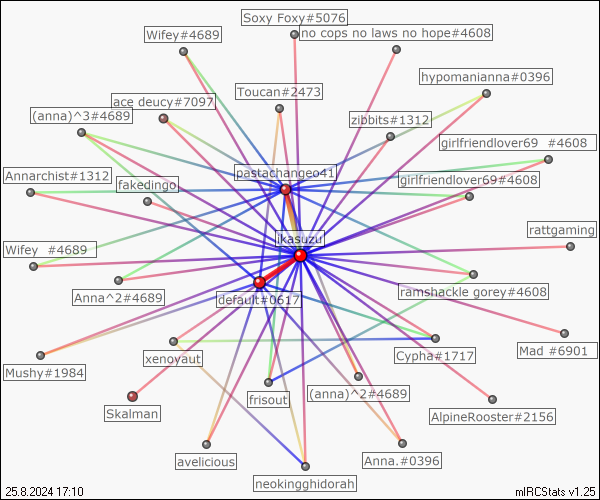 Soxy Foxy#5076
Wifey#4689
no cops no laws no hope#4608
hypomanianna#0396
Toucan#2473
ace deucy#7097
(anna)^3#4689
zibbits#1312
girlfriendlover69   #4608
pastachangeo41
Annarchist#1312
fakedingo
girlfriendlover69#4608
rattgaming
ikasuzu
Wifey   #4689
Anna^2#4689
default#0617
ramshackle gorey#4608
Mad   #6901
xenoyaut
Cypha#1717
Mushy#1984
(anna)^2#4689
frisout
Skalman
AlpineRooster#2156
avelicious
Anna.#0396
neokingghidorah
25.8.2024 17:10
mIRCStats v1.25